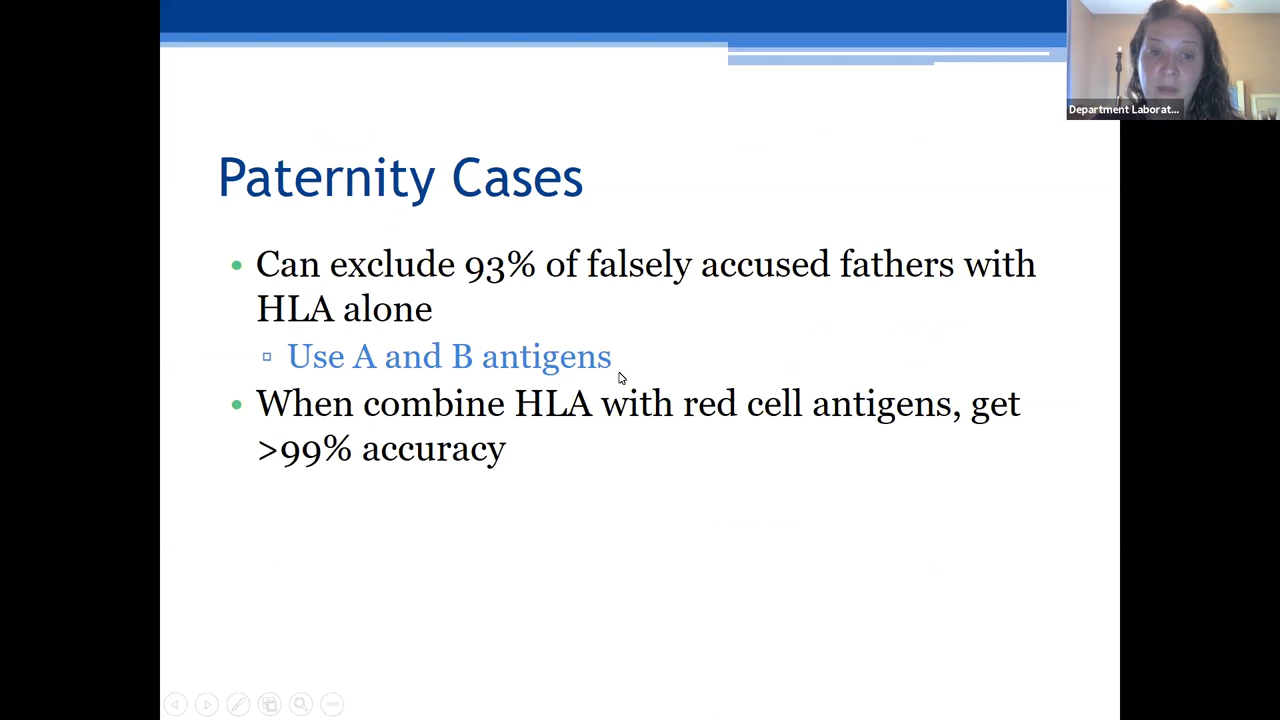 Department Laborat...
Paternity Cases
• Can exclude 93% of falsely accused fathers with
HLA alone
▫ Use A and B antigens
• When combine HLA with red cell antigens, get
>99% accuracy